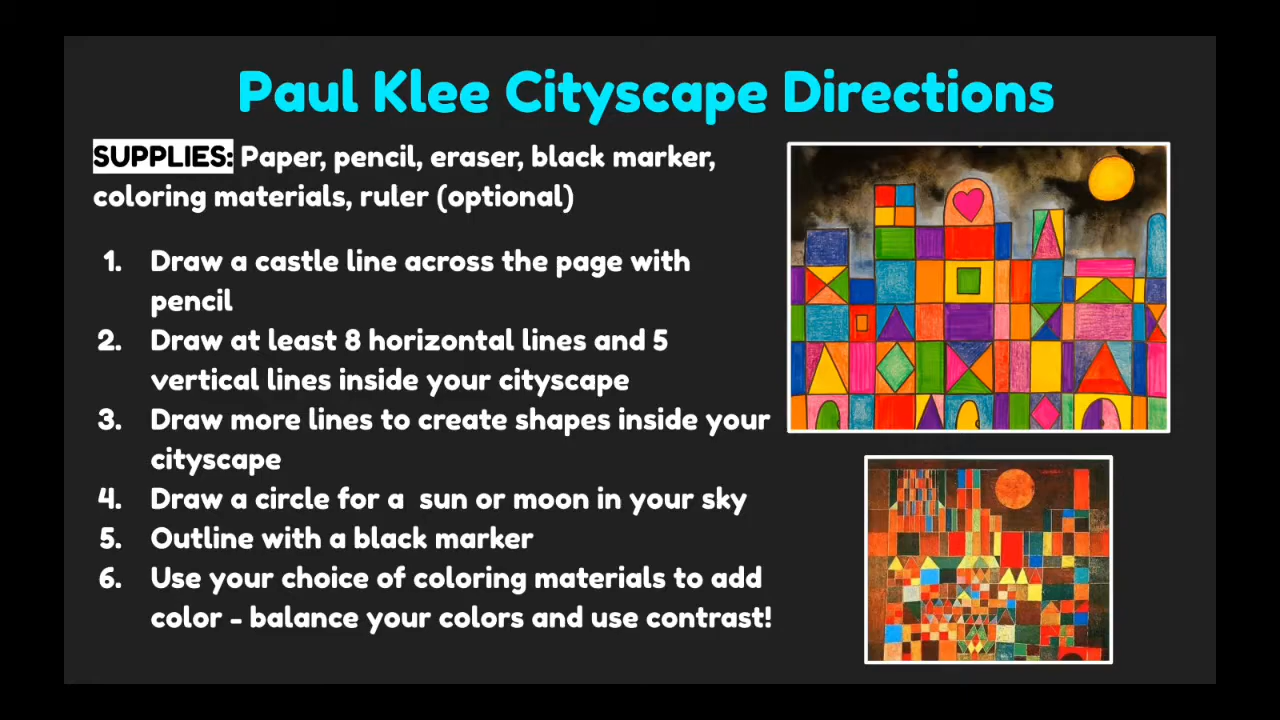 Paul Klee Cityscape Directions
SUPPLIES: Paper, pencil, eraser, black marker,
coloring materials, ruler (optional)
1. Draw a castle line across the page with
pencil
2. Draw at least 8 horizontal lines and 5
vertical lines inside your cityscape
3. Draw more lines to create shapes inside your
cityscape
4. Draw a circle for a  sun or moon in your sky
5. Outline with a black marker
6. Use your choice of coloring materials to add
color - balance your colors and use contrast!